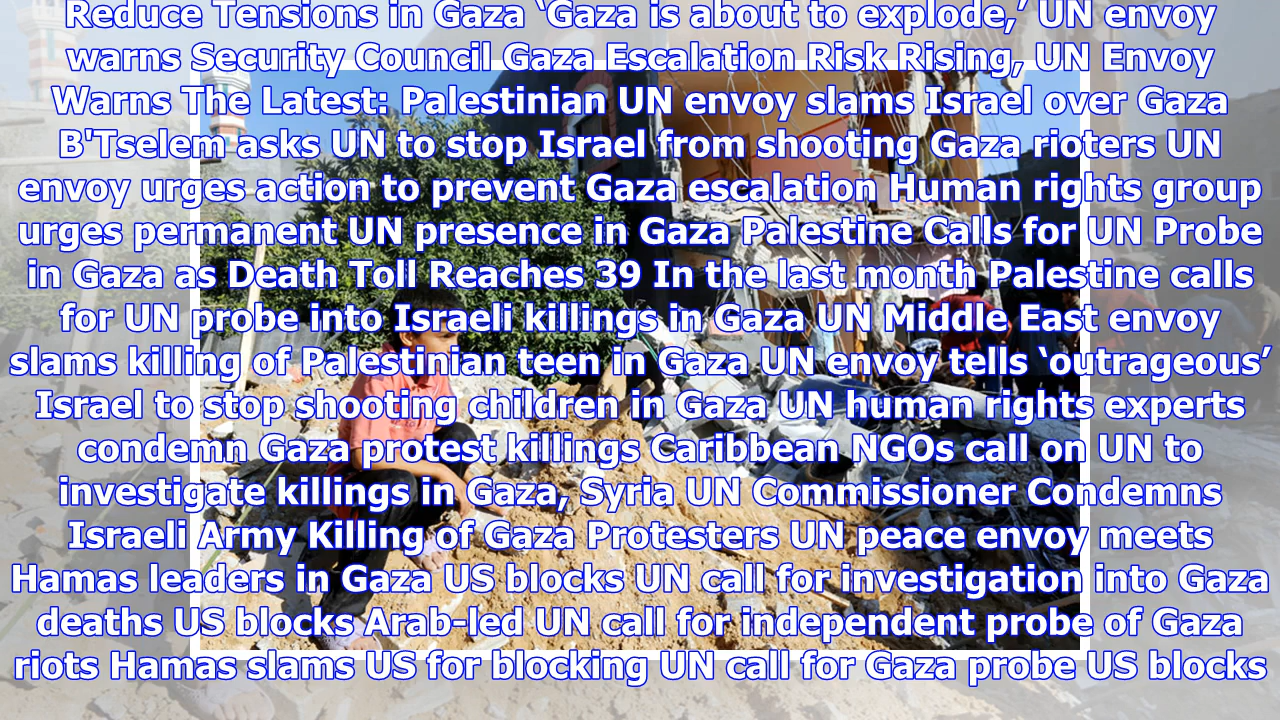 Reduce Tensions in Gaza ‘Gaza is about to explode,’ UN envoy
warns Security Council Gaza Escalation Risk Rising, UN Envoy
Warns The Latest: Palestinian UN envoy slams Israel over Gaza
B'Tselem asks UN to stop Israel from shooting Gaza rioters UN
envoy urges action to prevent Gaza escalation Human rights group
urges permanent UN presence in Gaza Palestine Calls for UN Probe
in Gaza as Death Toll Reaches 39 In the last month Palestine calls
for UN probe into Israeli killings in Gaza UN Middle East envoy
slams killing of Palestinian teen in Gaza UN envoy tells ‘outrageous’
Israel to stop shooting children in Gaza UN human rights experts
condemn Gaza protest killings Caribbean NGOs call on UN to
investigate killings in Gaza, Syria UN Commissioner Condemns
Israeli Army Killing of Gaza Protesters UN peace envoy meets
Hamas leaders in Gaza US blocks UN call for investigation into Gaza
deaths US blocks Arab-led UN call for independent probe of Gaza
riots Hamas slams US for blocking UN call for Gaza probe US blocks